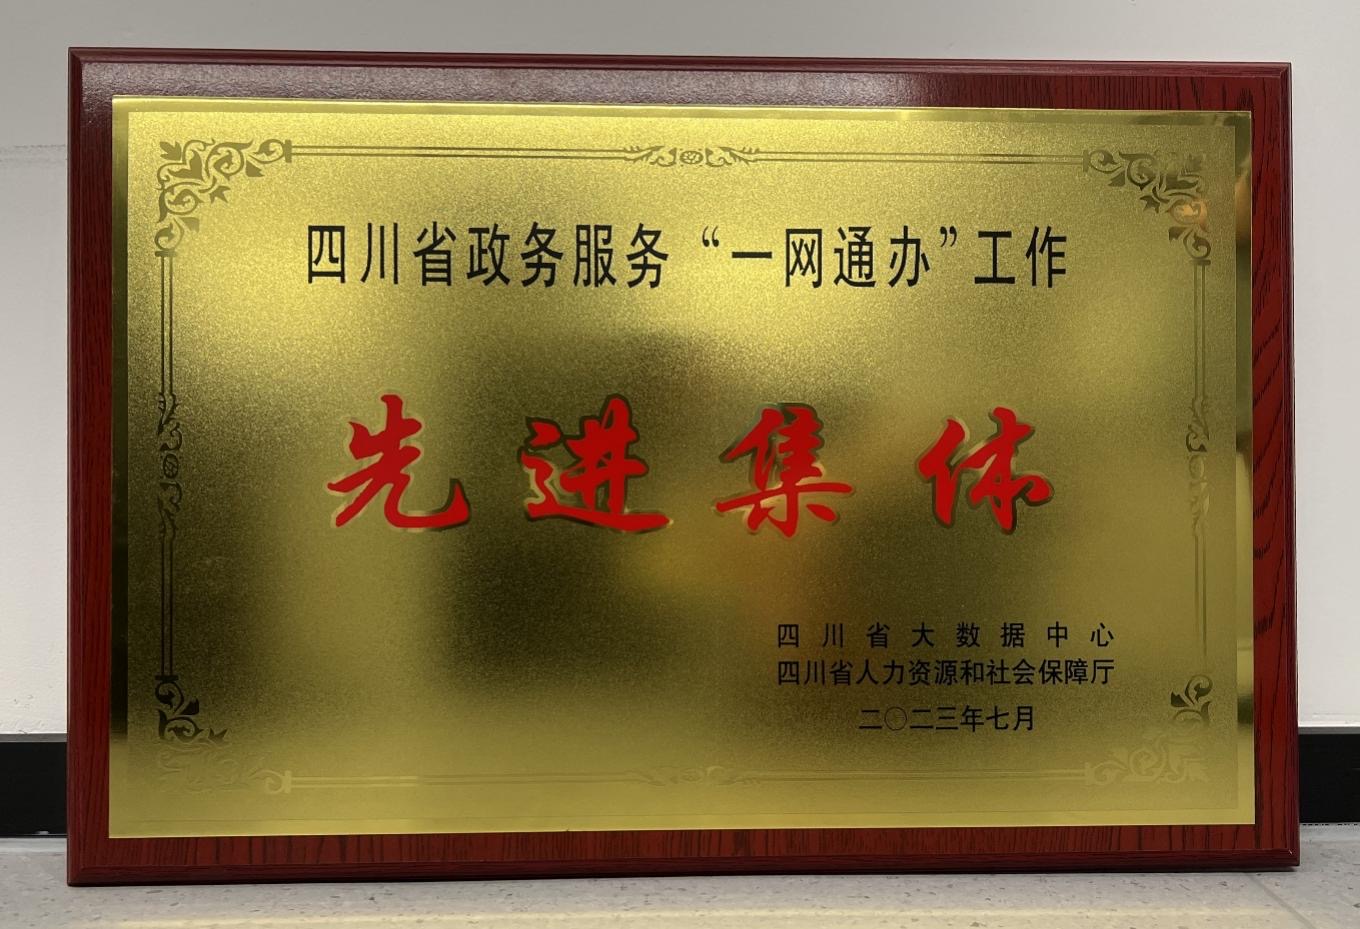 四川省政务服务“一网通办”工作
先进集体
四川省大数据中心
四川省人力资源和社会保障厅
二〇二三年七月